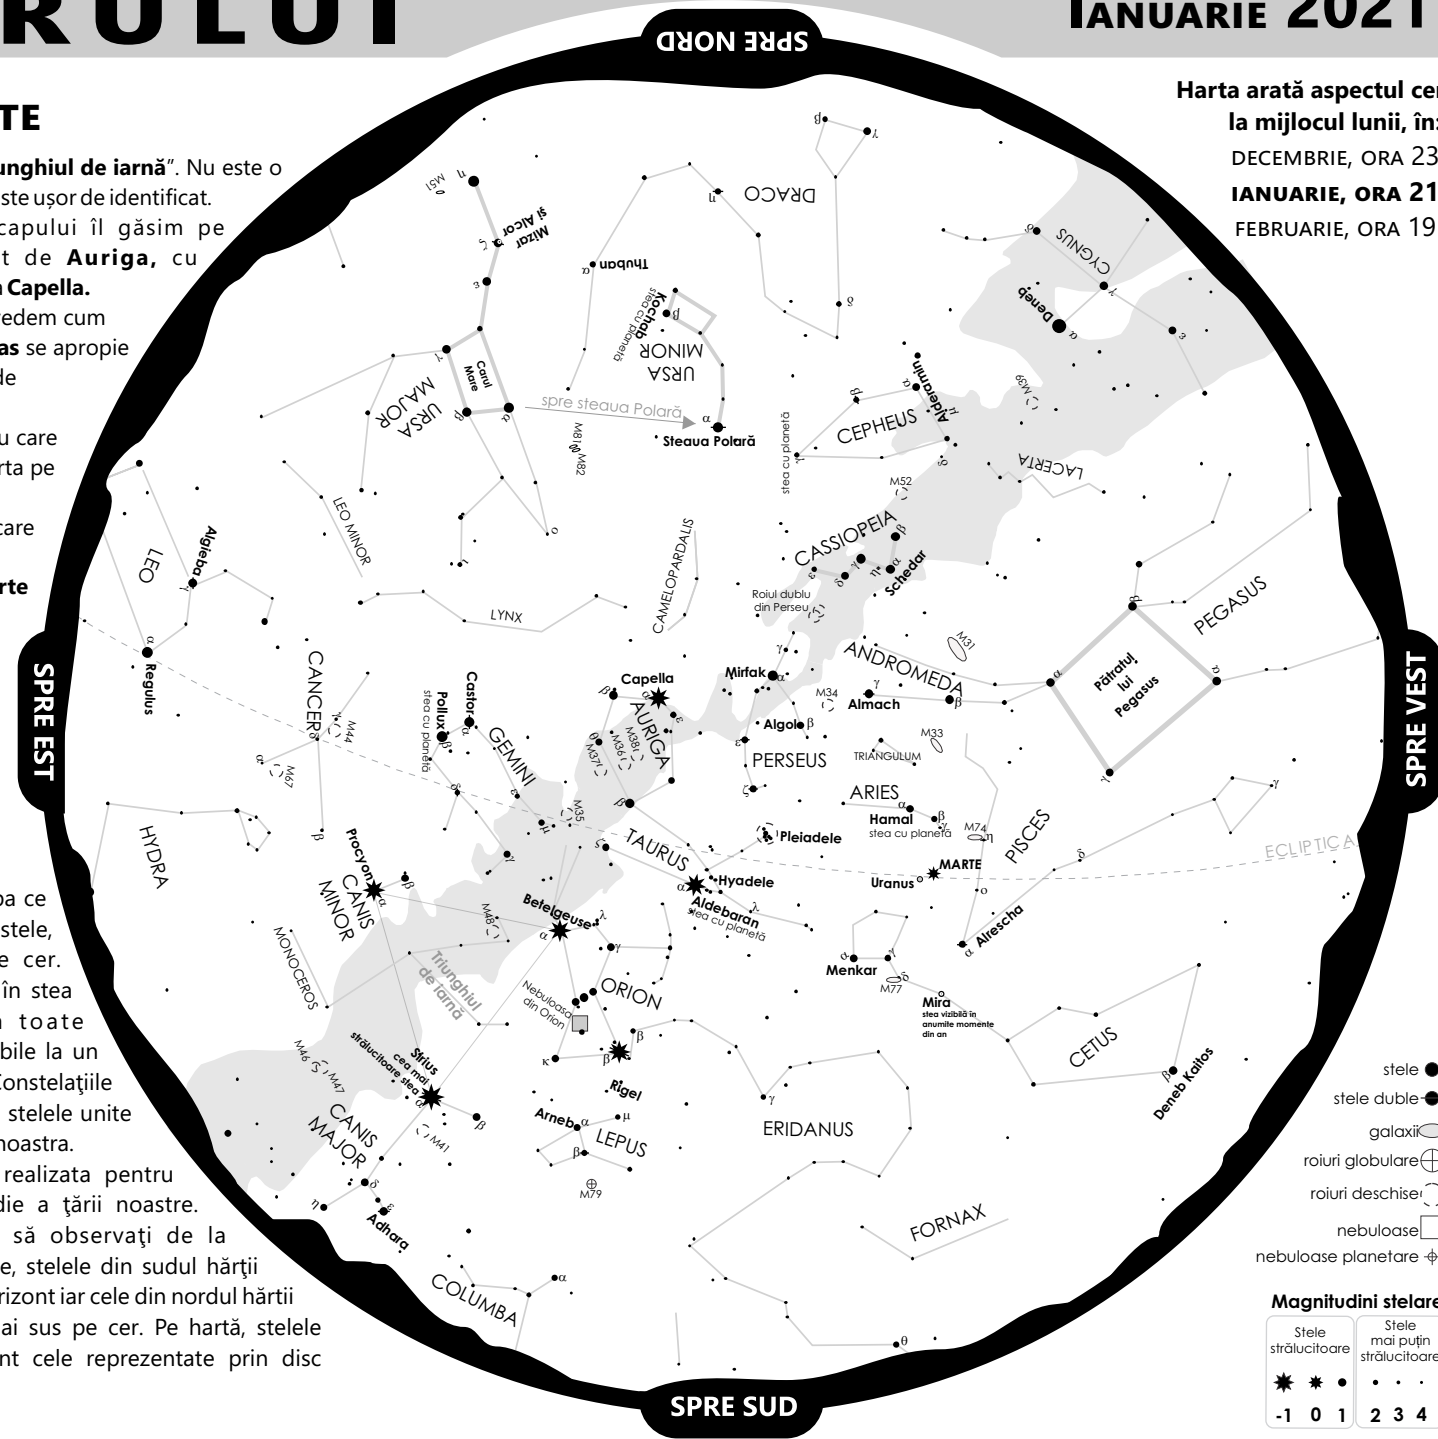 RULUI
IANUARIE 2021
SPRE NORD
Harta arată aspectul cer
la mijlocul lunii, în:
DECEMBRIE, ORA 23
IANUARIE, ORA 21
FEBRUARIE, ORA 19
TE
unghiul de iarnă”. Nu este o
ste ușor de identificat.
capului îl găsim pe
t de Auriga, cu
a Capella.
vedem cum
as se apropie
de
u care
rta pe
care
rte
pa ce
stele,
e cer.
în stea
n toate
bile la un
Constelaţiile
stelele unite
noastra.
realizata pentru
die a ţării noastre.
să observaţi de la
e, stelele din sudul hărţii
rizont iar cele din nordul hărtii
ai sus pe cer. Pe hartă, stelele
nt cele reprezentate prin disc
DRACO
β
γ
η
δ
CYGNUS
δ
γ
ε
Deneb
α
M39
M51
η
Mizar
și Alcor
ζ
ε
Thuban
α
Kochab
stea cu planetă
β
URSA
MINOR
Carul
Mare
γ
β
α
URSA
MAJOR
spre steaua Polară
α
Steaua Polară
M81
M82
ο
ι
stea cu planetă
CEPHEUS
Alderamin
α
β
γ
μ
δ
LACERTA
M52
CASSIOPEIA
β
α
η
γ
δ
ε
Schedar
Roiul dublu
din Perseu
CAMELOPARDALIS
LYNX
LEO MINOR
LEO
Algieba
γ
α
Regulus
SPRE EST
CANCER
γ
δ
M44
α
M67
β
Pollux
stea cu planetă
β
Castor
α
GEMINI
δ
ε
μ
γ
M35
Capella
α
β
ε
θ
AURIGA
M37
M36
M38
β
Mirfak
α
γ
Algol
β
ε
ζ
PERSEUS
M34
ANDROMEDA
M31
Almach
γ
β
M33
TRIANGULUM
PEGASUS
β
α
α
γ
Pătratul
lui
Pegasus
SPRE VEST
ARIES
α
Hamal
β
γ
stea cu planetă
M74
η
PISCES
γ
δ
ο
ECLIPTICA
MARTE
Uranus
Pleiadele
TAURUS
ζ
Hyadele
α
Aldebaran
stea cu planetă
λ
Alrescha
α
Menkar
α
γ
δ
M77
Mira
stea vizibilă în
anumite momente
din an
CETUS
β
Deneb Kaitos
HYDRA
Procyon
α
β
CANIS
MINOR
MONOCEROS
M48
Triunghiul
de iarnă
Betelgeuse
α
λ
γ
ORION
Nebuloasa
din Orion
κ
β
β
Rigel
ERIDANUS
γ
M46
M47
Sirius
cea mai
strălucitoare stea
α
β
M41
CANIS
MAJOR
δ
ε
η
Adhara
Arneb
α
μ
β
LEPUS
M79
COLUMBA
α
FORNAX
θ
SPRE SUD
stele
stele duble
galaxii
roiuri globulare
roiuri deschise
nebuloase
nebuloase planetare
Magnitudini stelare
Stele
strălucitoare
Stele
mai puțin
strălucitoare
-1 0 1 2 3 4